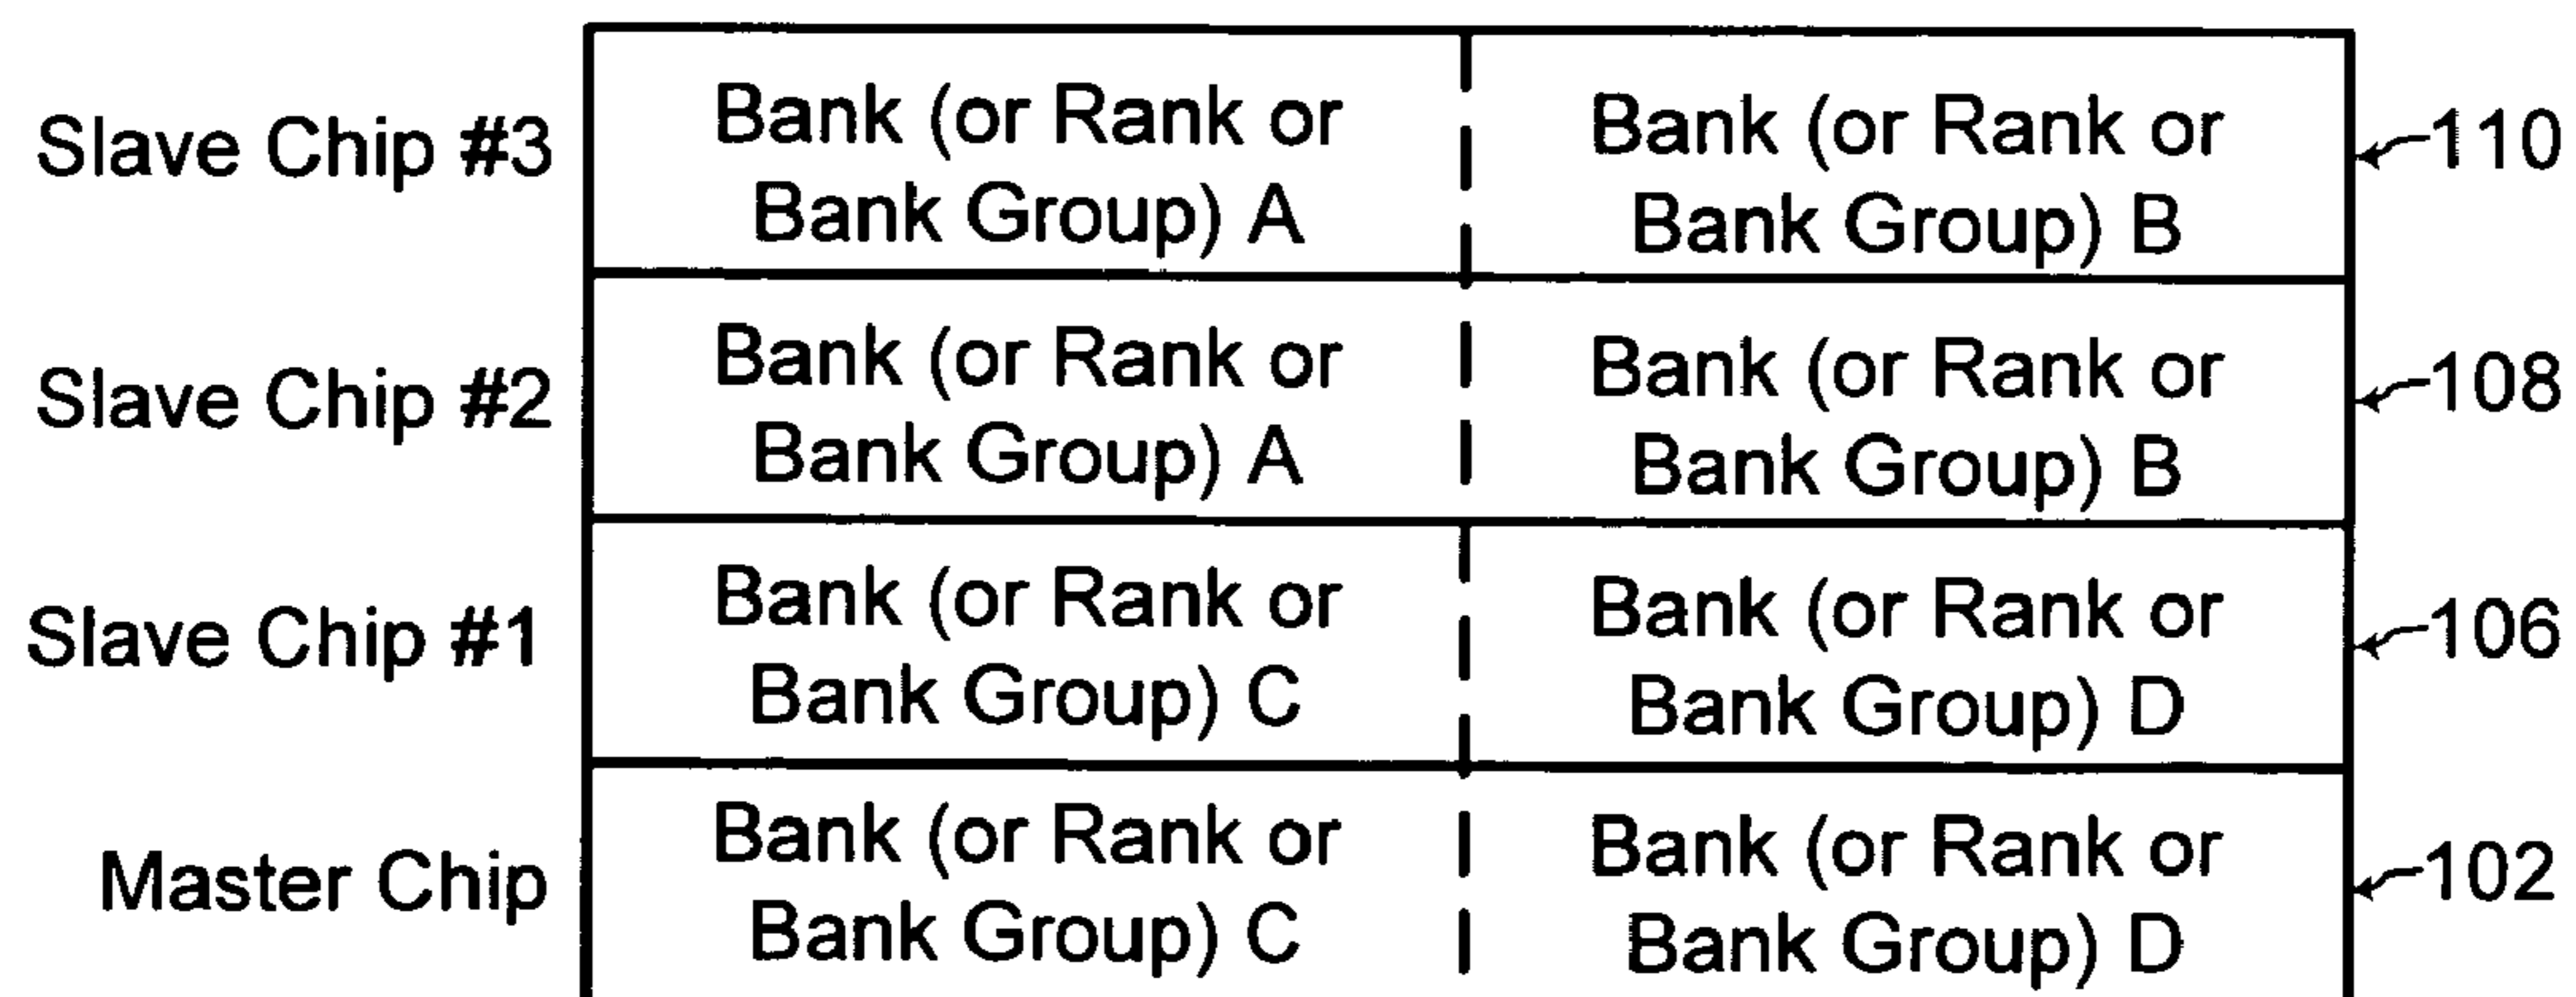 Slave Chip #3
Bank (or Rank or
Bank Group) A
Bank (or Rank or
Bank Group) B
110
Slave Chip #2
Bank (or Rank or
Bank Group) A
Bank (or Rank or
Bank Group) B
108
Slave Chip #1
Bank (or Rank or
Bank Group) C
Bank (or Rank or
Bank Group) D
106
Master Chip
Bank (or Rank or
Bank Group) C
Bank (or Rank or
Bank Group) D
102